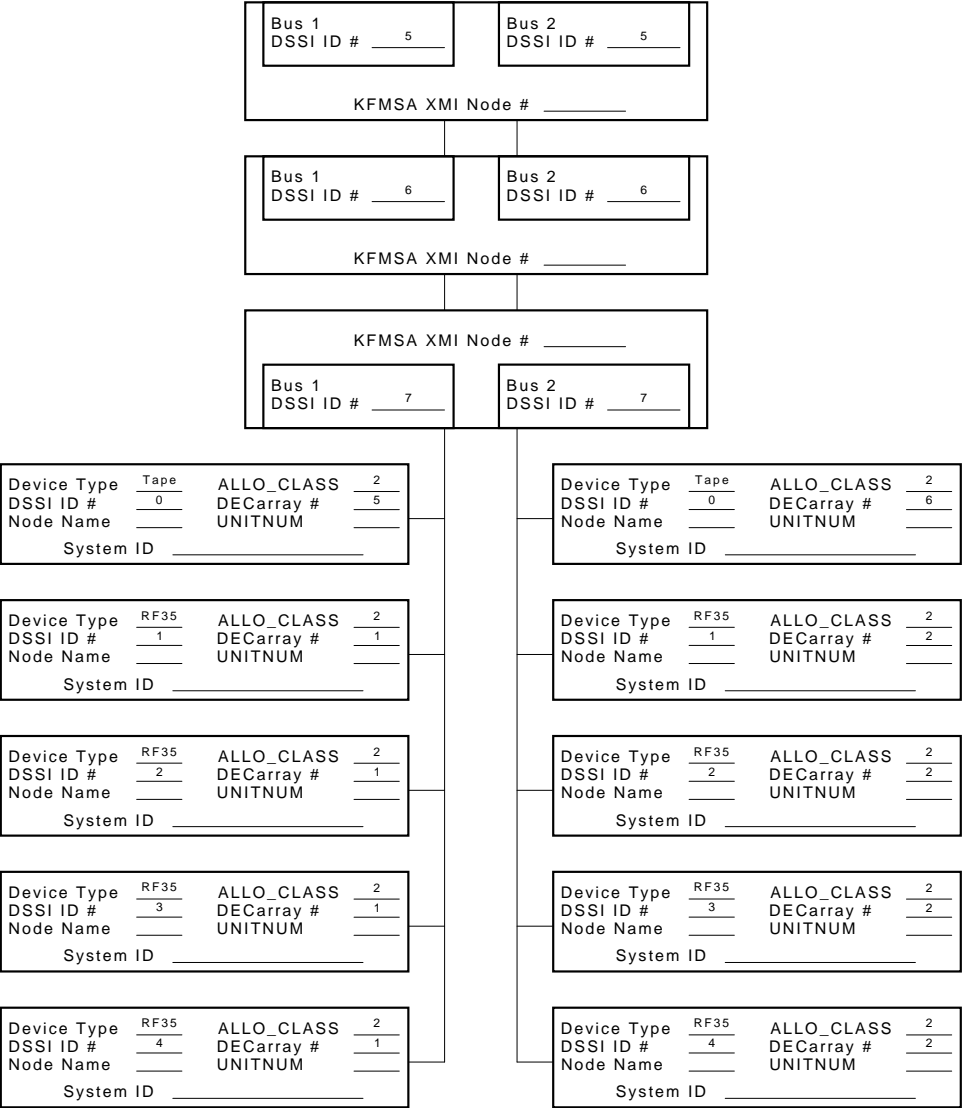 Bus 1
DSSI ID # 5
Bus 2
DSSI ID # 5
KFMSA XMI Node #
Bus 1
DSSI ID # 6
Bus 2
DSSI ID # 6
KFMSA XMI Node #
KFMSA XMI Node #
Bus 1
DSSI ID # 7
Bus 2
DSSI ID # 7
Device Type Tape ALLO_CLASS 2
DSSI ID # 0 DECarray # 5
Node Name UNITNUM
System ID
Device Type Tape ALLO_CLASS 2
DSSI ID # 0 DECarray # 6
Node Name UNITNUM
System ID
Device Type RF35 ALLO_CLASS 2
DSSI ID # 1 DECarray # 1
Node Name UNITNUM
System ID
Device Type RF35 ALLO_CLASS 2
DSSI ID # 1 DECarray # 2
Node Name UNITNUM
System ID
Device Type RF35 ALLO_CLASS 2
DSSI ID # 2 DECarray # 1
Node Name UNITNUM
System ID
Device Type RF35 ALLO_CLASS 2
DSSI ID # 2 DECarray # 2
Node Name UNITNUM
System ID
Device Type RF35 ALLO_CLASS 2
DSSI ID # 3 DECarray # 1
Node Name UNITNUM
System ID
Device Type RF35 ALLO_CLASS 2
DSSI ID # 3 DECarray # 2
Node Name UNITNUM
System ID
Device Type RF35 ALLO_CLASS 2
DSSI ID # 4 DECarray # 1
Node Name UNITNUM
System ID
Device Type RF35 ALLO_CLASS 2
DSSI ID # 4 DECarray # 2
Node Name UNITNUM
System ID